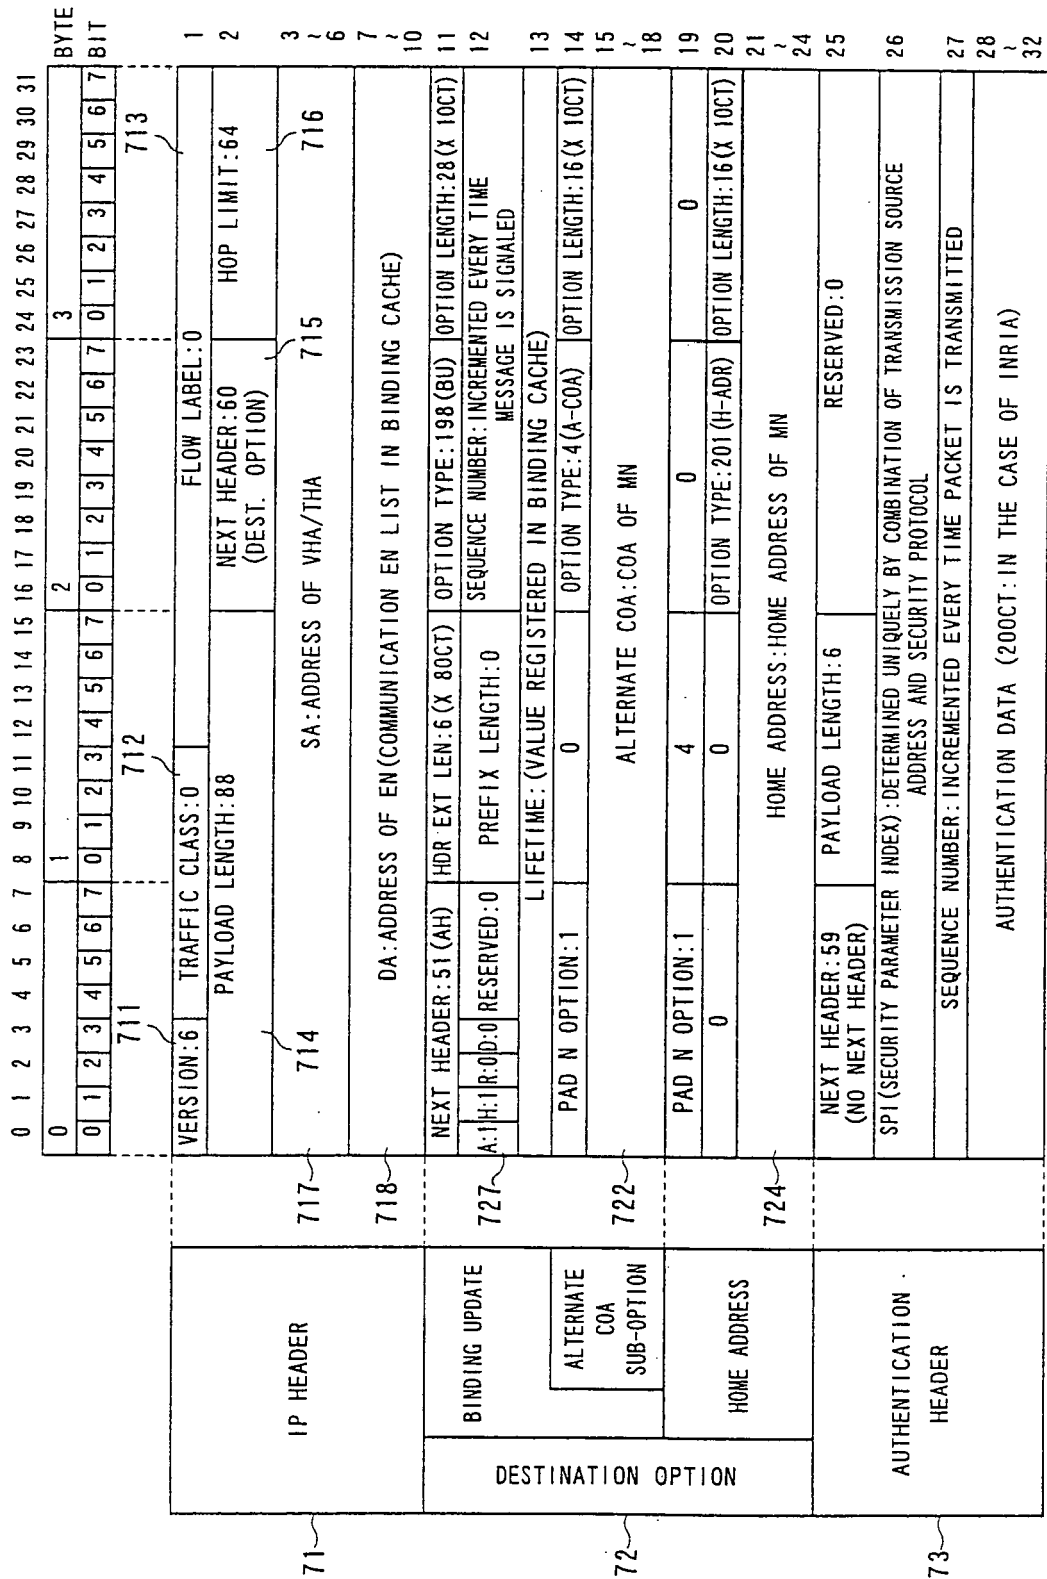 0 1 2 3 4 5 6 7 8 9 10 11 12 13 14 15 16 17 18 19 20 21 22 23 24 25 26 27 28 29 30 31
0 1 2 3 BYTE
0 1 2 3 4 5 6 7 0 1 2 3 4 5 6 7 0 1 2 3 4 5 6 7 0 1 2 3 4 5 6 7 BIT
711 712 713
71
IP HEADER
VERSION:6 TRAFFIC CLASS:0 FLOW LABEL:0 1
PAYLOAD LENGTH:88 NEXT HEADER:60 HOP LIMIT:64 2
(DEST. OPTION)
714 715 716
717 SA:ADDRESS OF VHA/THA 3 ~ 6
718 DA:ADDRESS OF EN(COMMUNICATION EN LIST IN BINDING CACHE) 7 ~ 10
72
DESTINATION OPTION
BINDING UPDATE
NEXT HEADER:51(AH) HDR EXT LEN:6(X 8OCT) OPTION TYPE:198(BU) OPTION LENGTH:28(X 1OCT) 11
727 A:1 H:1 R:0 D:0 RESERVED:0 PREFIX LENGTH:0 SEQUENCE NUMBER:INCREMENTED EVERY TIME 12
MESSAGE IS SIGNALED
LIFETIME:(VALUE REGISTERED IN BINDING CACHE) 13
ALTERNATE
COA
SUB-OPTION
PAD N OPTION:1 0 OPTION TYPE:4(A-COA) OPTION LENGTH:16(X 1OCT) 14
722 ALTERNATE COA:COA OF MN 15 ~ 18
HOME ADDRESS
PAD N OPTION:1 4 0 0 19
0 0 OPTION TYPE:201(H-ADR) OPTION LENGTH:16(X 1OCT) 20
724 HOME ADDRESS:HOME ADDRESS OF MN 21 ~ 24
73
AUTHENTICATION
HEADER
NEXT HEADER:59 PAYLOAD LENGTH:6 RESERVED:0 25
(NO NEXT HEADER)
SPI(SECURITY PARAMETER INDEX):DETERMINED UNIQUELY BY COMBINATION OF TRANSMISSION SOURCE 26
ADDRESS AND SECURITY PROTOCOL
SEQUENCE NUMBER:INCREMENTED EVERY TIME PACKET IS TRANSMITTED 27
AUTHENTICATION DATA (20OCT:IN THE CASE OF INRIA) 28 ~ 32